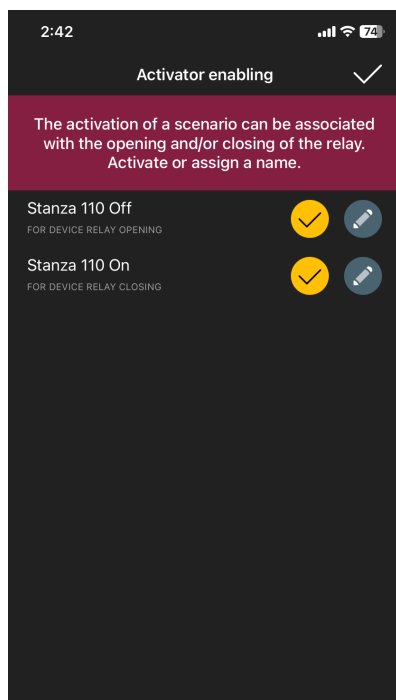 2:42
74
Activator enabling
The activation of a scenario can be associated
with the opening and/or closing of the relay.
Activate or assign a name.
Stanza 110 Off
FOR DEVICE RELAY OPENING
Stanza 110 On
FOR DEVICE RELAY CLOSING